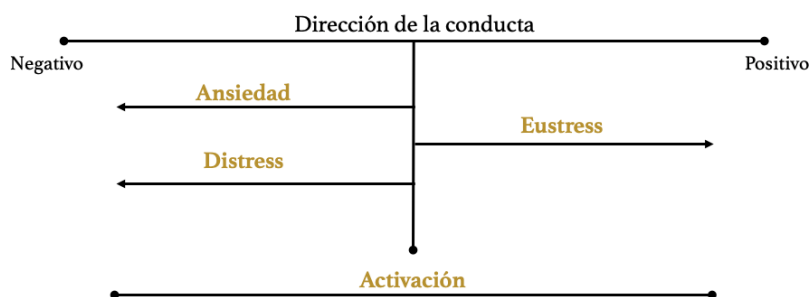 Dirección de la conducta
Negativo
Positivo
Ansiedad
Eustress
Distress
Activación